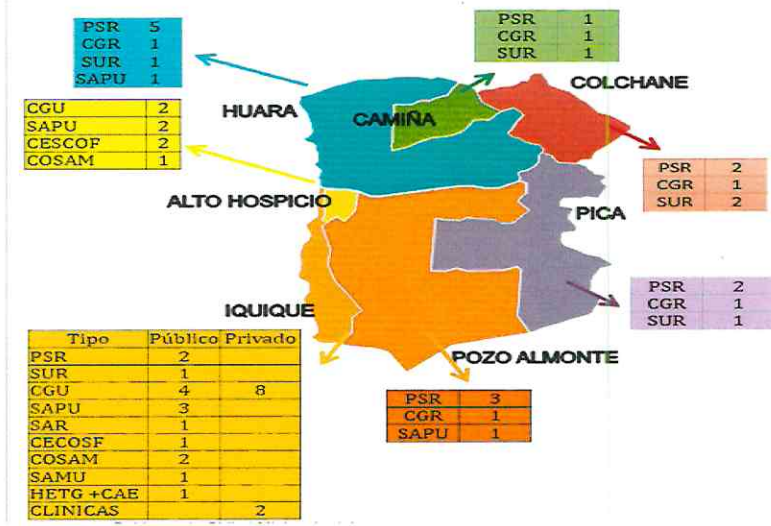 PSR 5
CGR 1
SUR 1
SAPU 1
PSR 1
CGR 1
SUR 1
COLCHANE
HUARA
CAMIÑA
CGU 2
SAPU 2
CESCOF 2
COSAM 1
PSR 2
CGR 1
SUR 2
ALTO HOSPICIO
PICA
PSR 2
CGR 1
SUR 1
IQUIQUE
Tipo Público Privado
PSR 2
SUR 1
CGU 4 8
SAPU 3
SAR 1
CECOSF 1
COSAM 2
SAMU 1
HETG +CAE 1
CLINICAS 2
POZO ALMONTE
PSR 3
CGR 1
SAPU 1